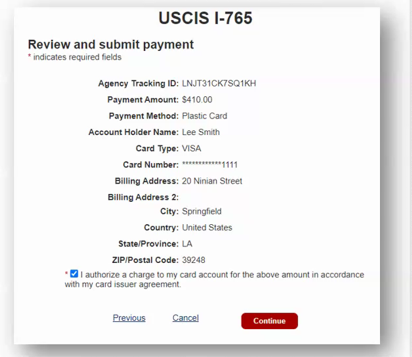 USCIS I-765
Review and submit payment
* indicates required fields
Agency Tracking ID: LNJT31CK7SQ1KH
Payment Amount: $410.00
Payment Method: Plastic Card
Account Holder Name: Lee Smith
Card Type: VISA
Card Number: ************1111
Billing Address: 20 Ninian Street
Billing Address 2:
City: Springfield
Country: United States
State/Province: LA
ZIP/Postal Code: 39248
* I authorize a charge to my card account for the above amount in accordance
with my card issuer agreement.
Previous Cancel Continue